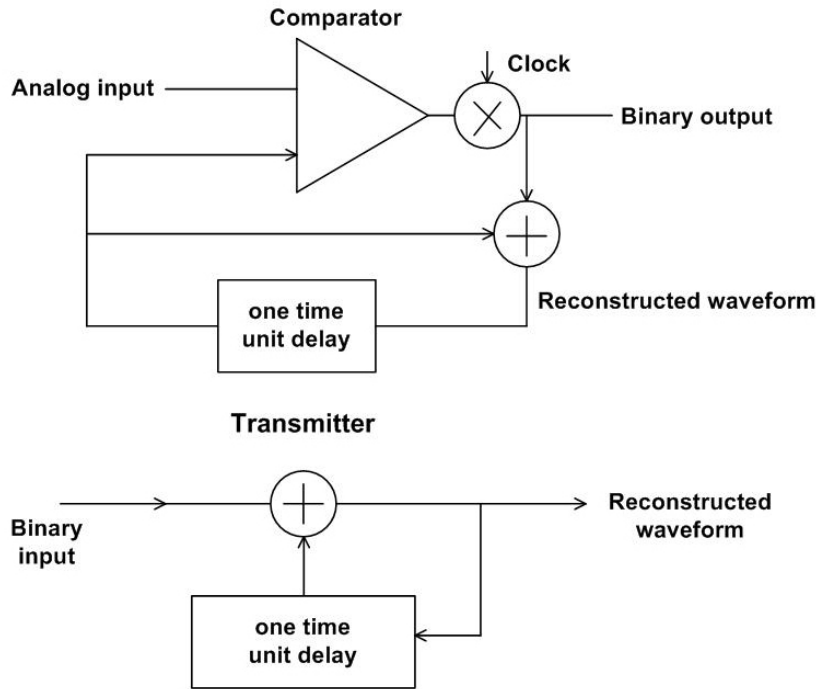 Comparator
Analog input
Clock
Binary output
Reconstructed waveform
one time
unit delay
Transmitter
Binary
input
Reconstructed
waveform
one time
unit delay